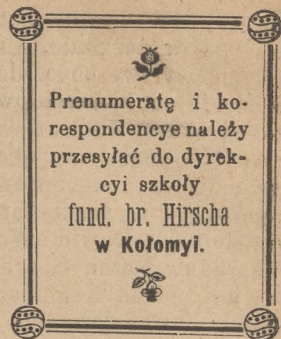 Prenumeratę i ko-
respondencye należy
przesyłać do dyrek-
cyi szkoły
fund. br. Hirscha
w Kołomyi.